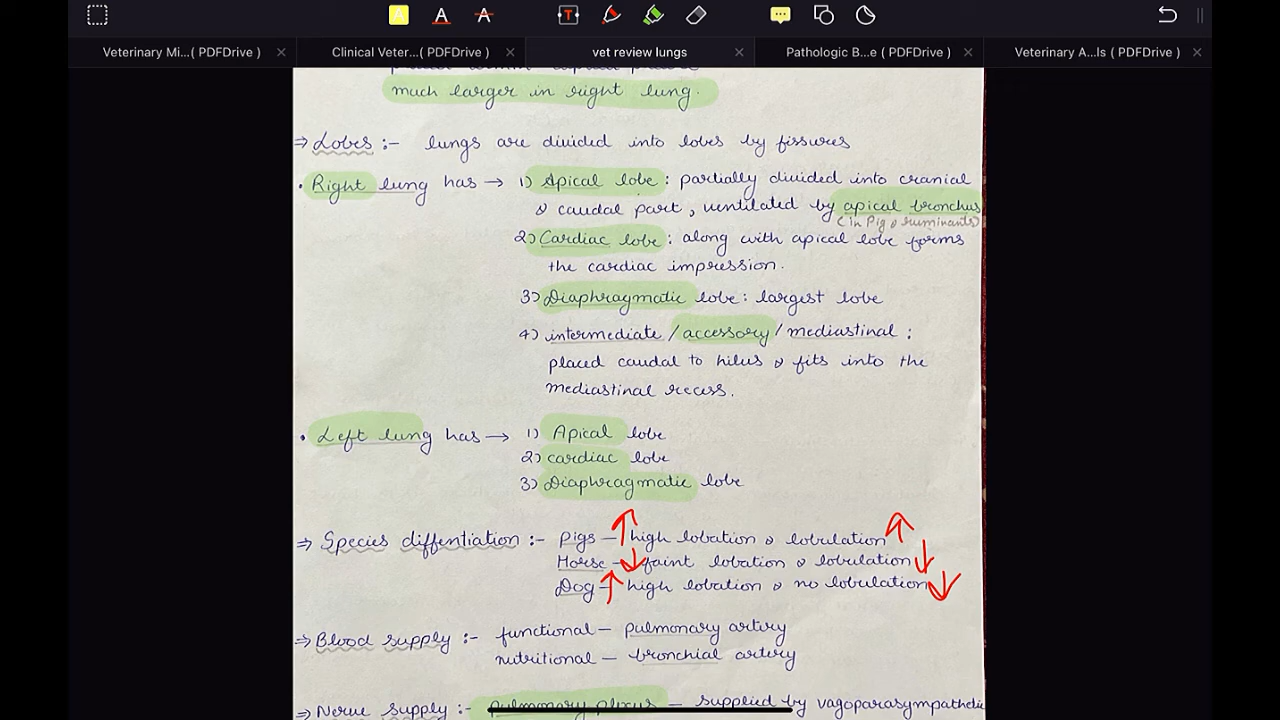 T
Veterinary Mi...( PDFDrive )
Clinical Veter...( PDFDrive )
vet review lungs
Pathologic B...e ( PDFDrive )
Veterinary A...ls ( PDFDrive )
much larger in right lung.
⇒ Lobes :- lungs are divided into lobes by fissures
• Right lung has → 1) Apical lobe : partially divided into cranial
& caudal part, ventilated by apical bronchus
(in Pig & ruminants)
2) Cardiac lobe : along with apical lobe forms
the cardiac impression.
3) Diaphragmatic lobe : largest lobe
4) intermediate / accessory / mediastinal :
placed caudal to hilus & fits into the
mediastinal recess.
• Left lung has → 1) Apical lobe
2) cardiac lobe
3) Diaphragmatic lobe
⇒ Species diffentiation :- Pigs – high lobation & lobulation
Horse – faint lobation & lobulation
Dog – high lobation & no lobulation
⇒ Blood supply :- functional – pulmonary artery
nutritional – bronchial artery
⇒ Nerve supply :- pulmonary plexus – supplied by vagoparasympathetic